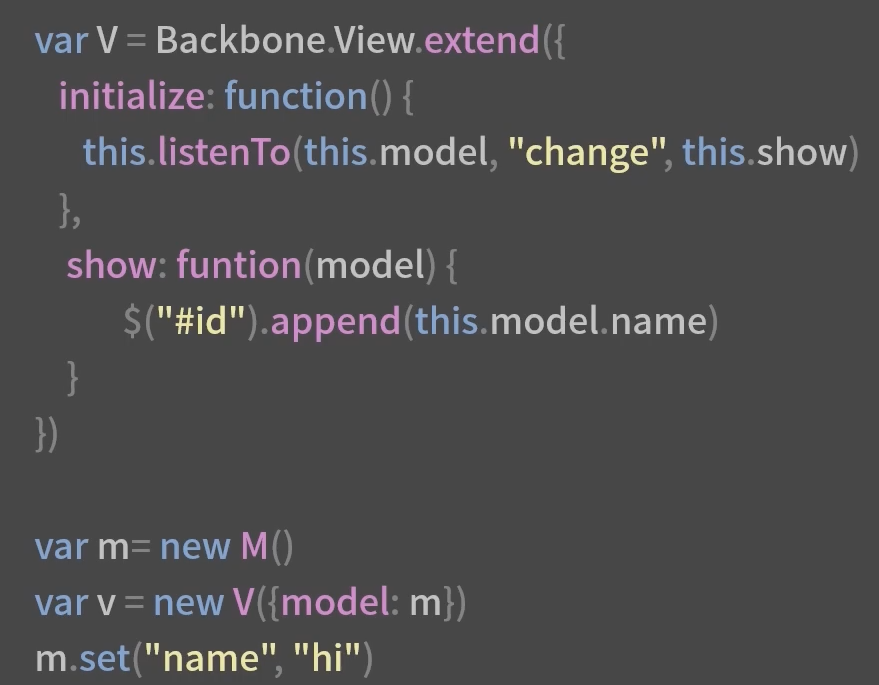 var V = Backbone.View.extend({
initialize: function() {
this.listenTo(this.model, "change", this.show)
},
show: funtion(model) {
$("#id").append(this.model.name)
}
})
var m= new M()
var v = new V({model: m})
m.set("name", "hi")